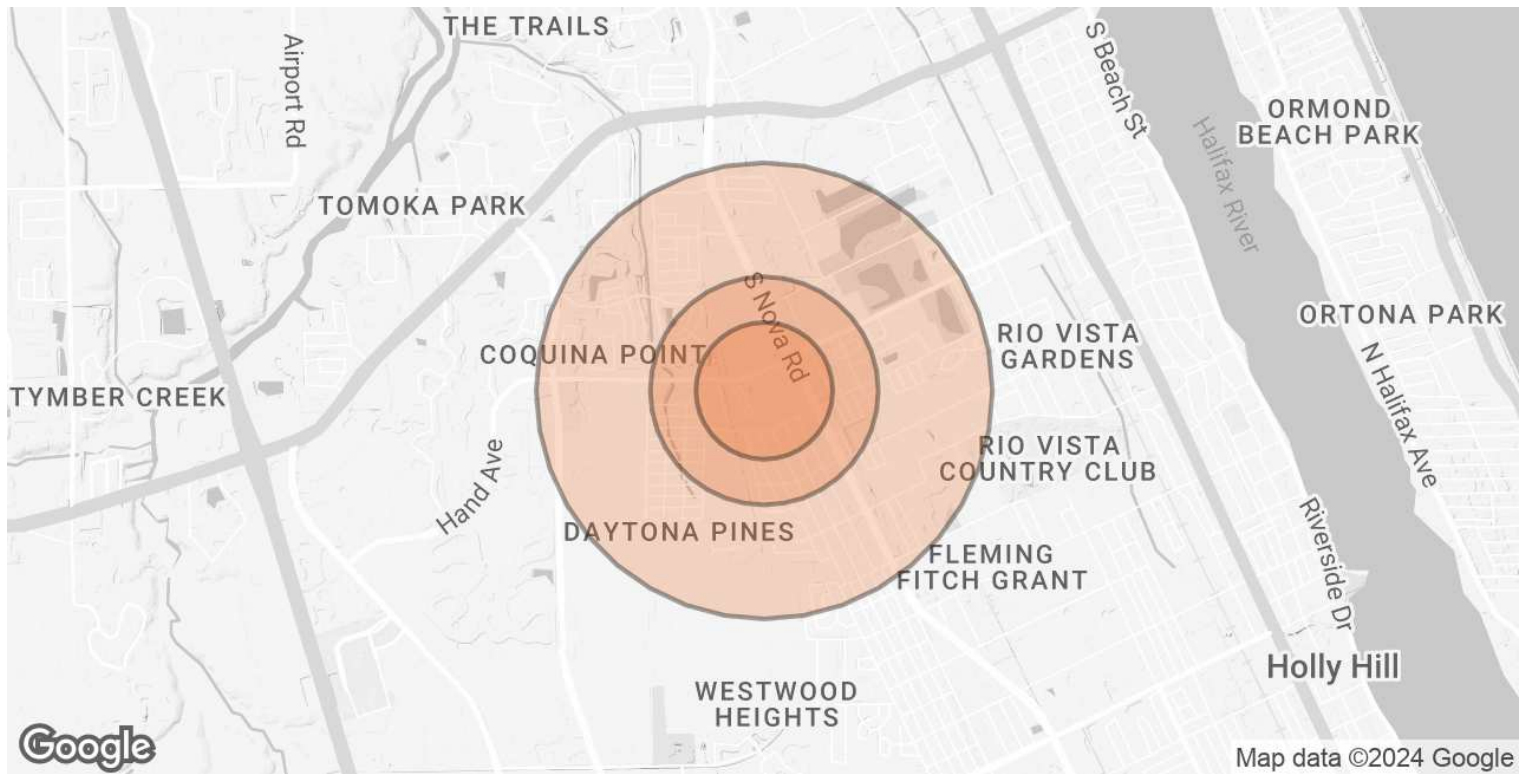 THE TRAILS
Airport Rd
S Beach St
ORMOND
BEACH PARK
Halifax River
TOMOKA PARK
S Nova Rd
ORTONA PARK
RIO VISTA
GARDENS
COQUINA POINT
N Halifax Ave
TYMBER CREEK
RIO VISTA
COUNTRY CLUB
Hand Ave
DAYTONA PINES
FLEMING
FITCH GRANT
Riverside Dr
Holly Hill
WESTWOOD
HEIGHTS
Google
Map data ©2024 Google